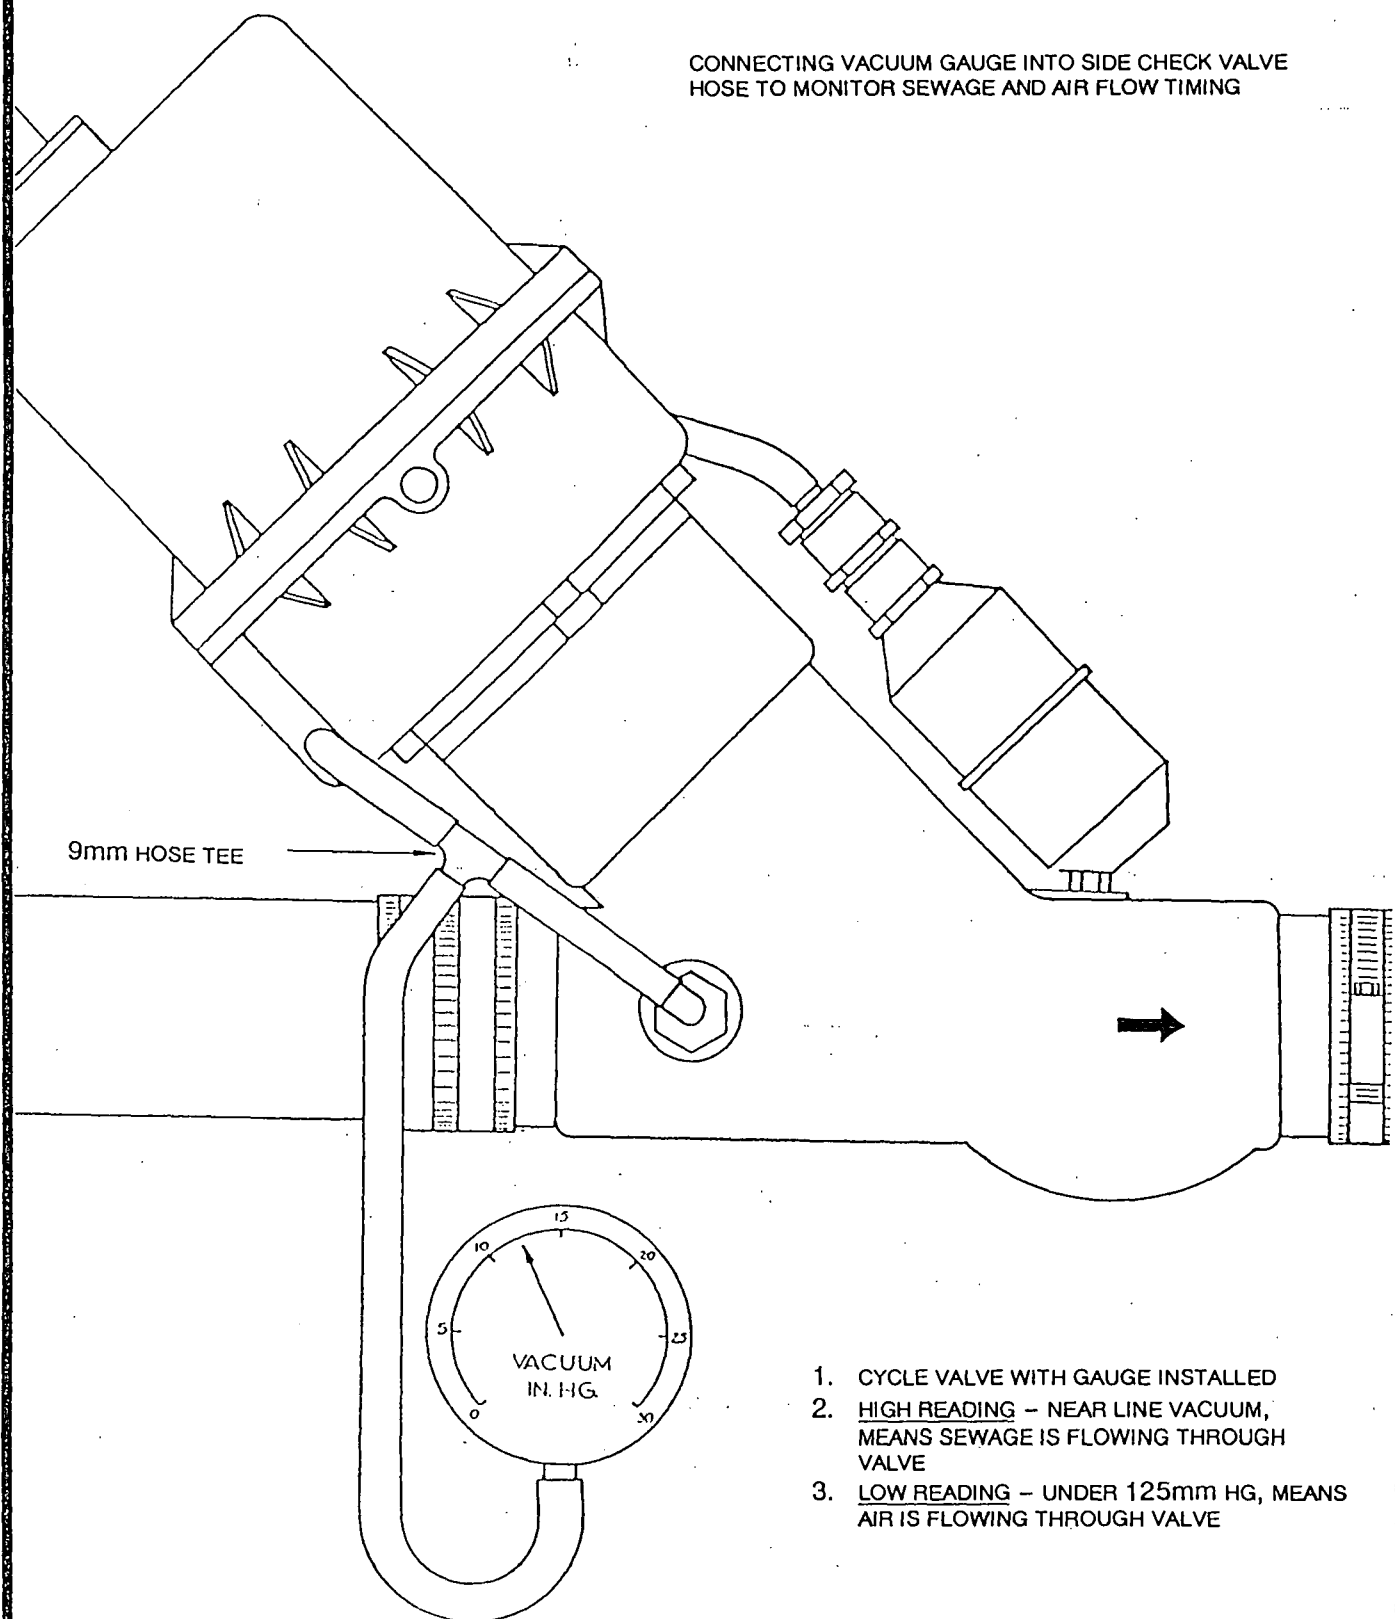 CONNECTING VACUUM GAUGE INTO SIDE CHECK VALVE
HOSE TO MONITOR SEWAGE AND AIR FLOW TIMING
9mm HOSE TEE
15
10
20
5
25
VACUUM
IN. HG.
0
30
1. CYCLE VALVE WITH GAUGE INSTALLED
2. HIGH READING – NEAR LINE VACUUM,
MEANS SEWAGE IS FLOWING THROUGH
VALVE
3. LOW READING – UNDER 125mm HG, MEANS
AIR IS FLOWING THROUGH VALVE